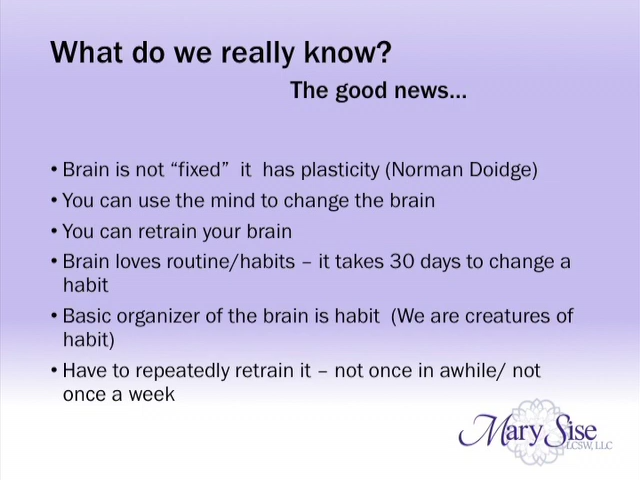 What do we really know?
The good news...
• Brain is not “fixed” it has plasticity (Norman Doidge)
• You can use the mind to change the brain
• You can retrain your brain
• Brain loves routine/habits – it takes 30 days to change a
habit
• Basic organizer of the brain is habit (We are creatures of
habit)
• Have to repeatedly retrain it – not once in awhile/ not
once a week
Mary Sise
LCSW, LLC